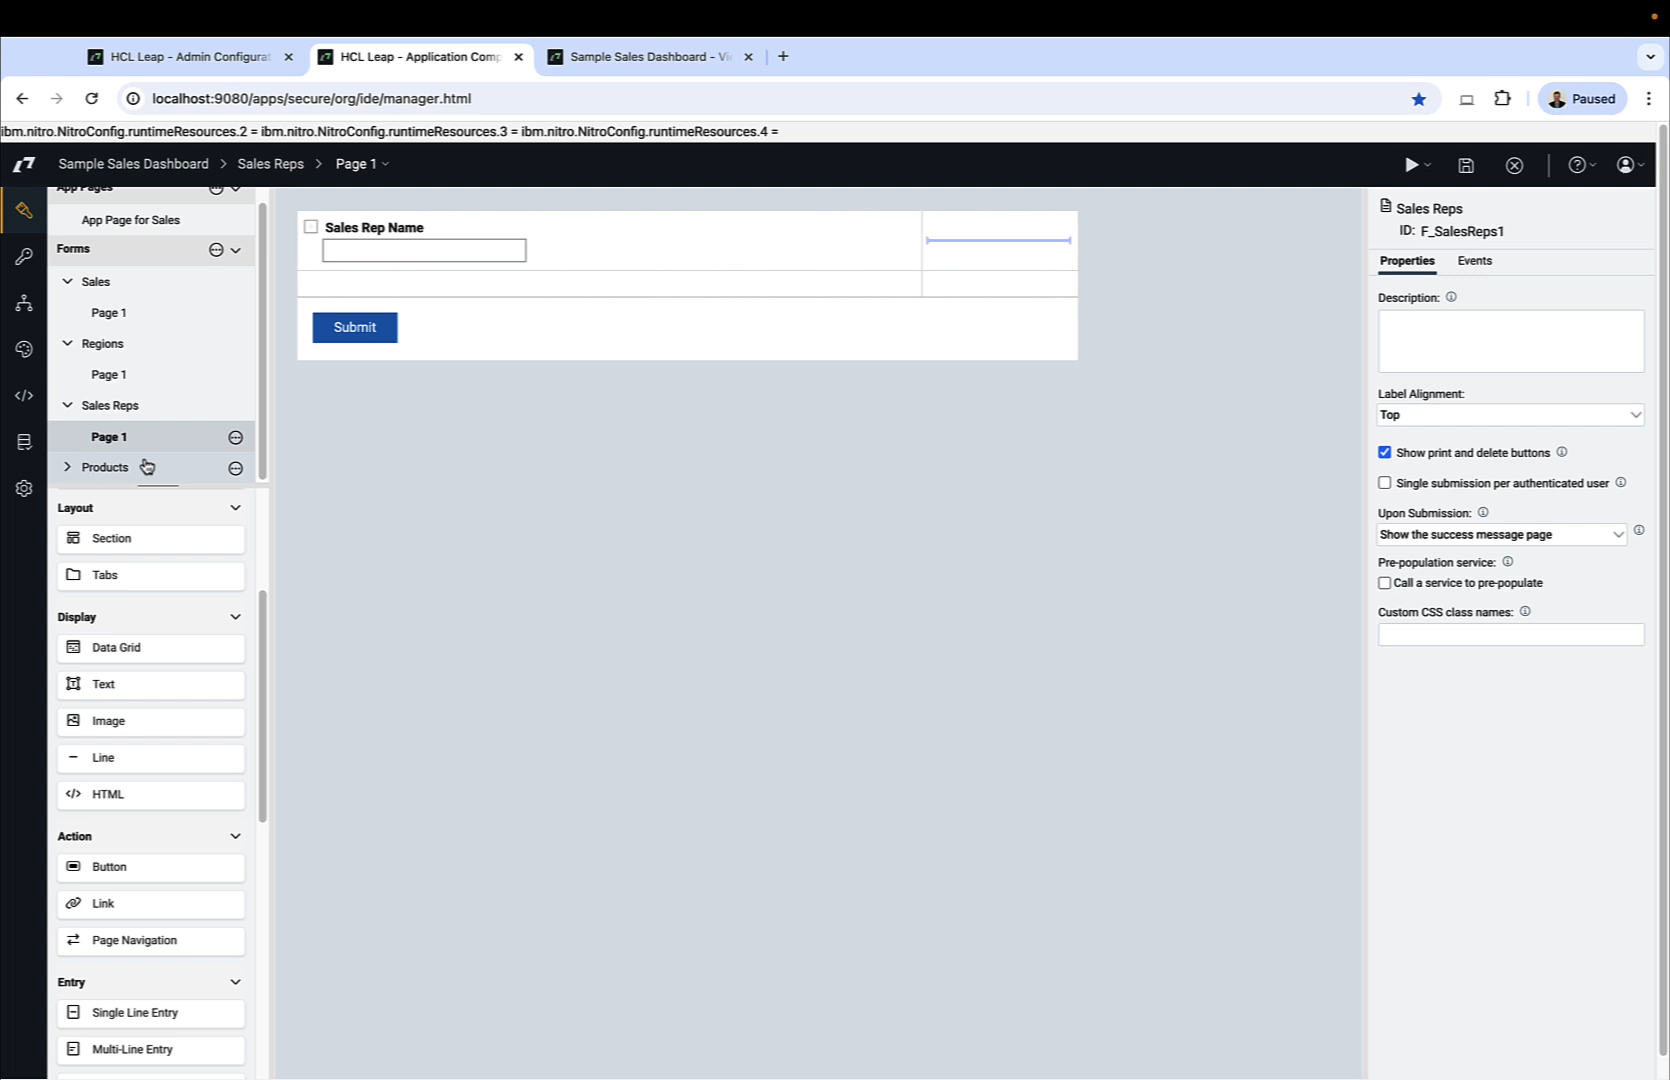 HCL Leap - Admin Configurat
HCL Leap - Application Comp
Sample Sales Dashboard - Vi
localhost:9080/apps/secure/org/ide/manager.html
Paused
ibm.nitro.NitroConfig.runtimeResources.2 = ibm.nitro.NitroConfig.runtimeResources.3 = ibm.nitro.NitroConfig.runtimeResources.4 =
Sample Sales Dashboard > Sales Reps > Page 1
App Pages
App Page for Sales
Forms
Sales
Page 1
Regions
Page 1
Sales Reps
Page 1
Products
Layout
Section
Tabs
Display
Data Grid
Text
Image
Line
HTML
Action
Button
Link
Page Navigation
Entry
Single Line Entry
Multi-Line Entry
Sales Rep Name
Submit
Sales Reps
ID: F_SalesReps1
Properties Events
Description:
Label Alignment:
Top
Show print and delete buttons
Single submission per authenticated user
Upon Submission:
Show the success message page
Pre-population service:
Call a service to pre-populate
Custom CSS class names: